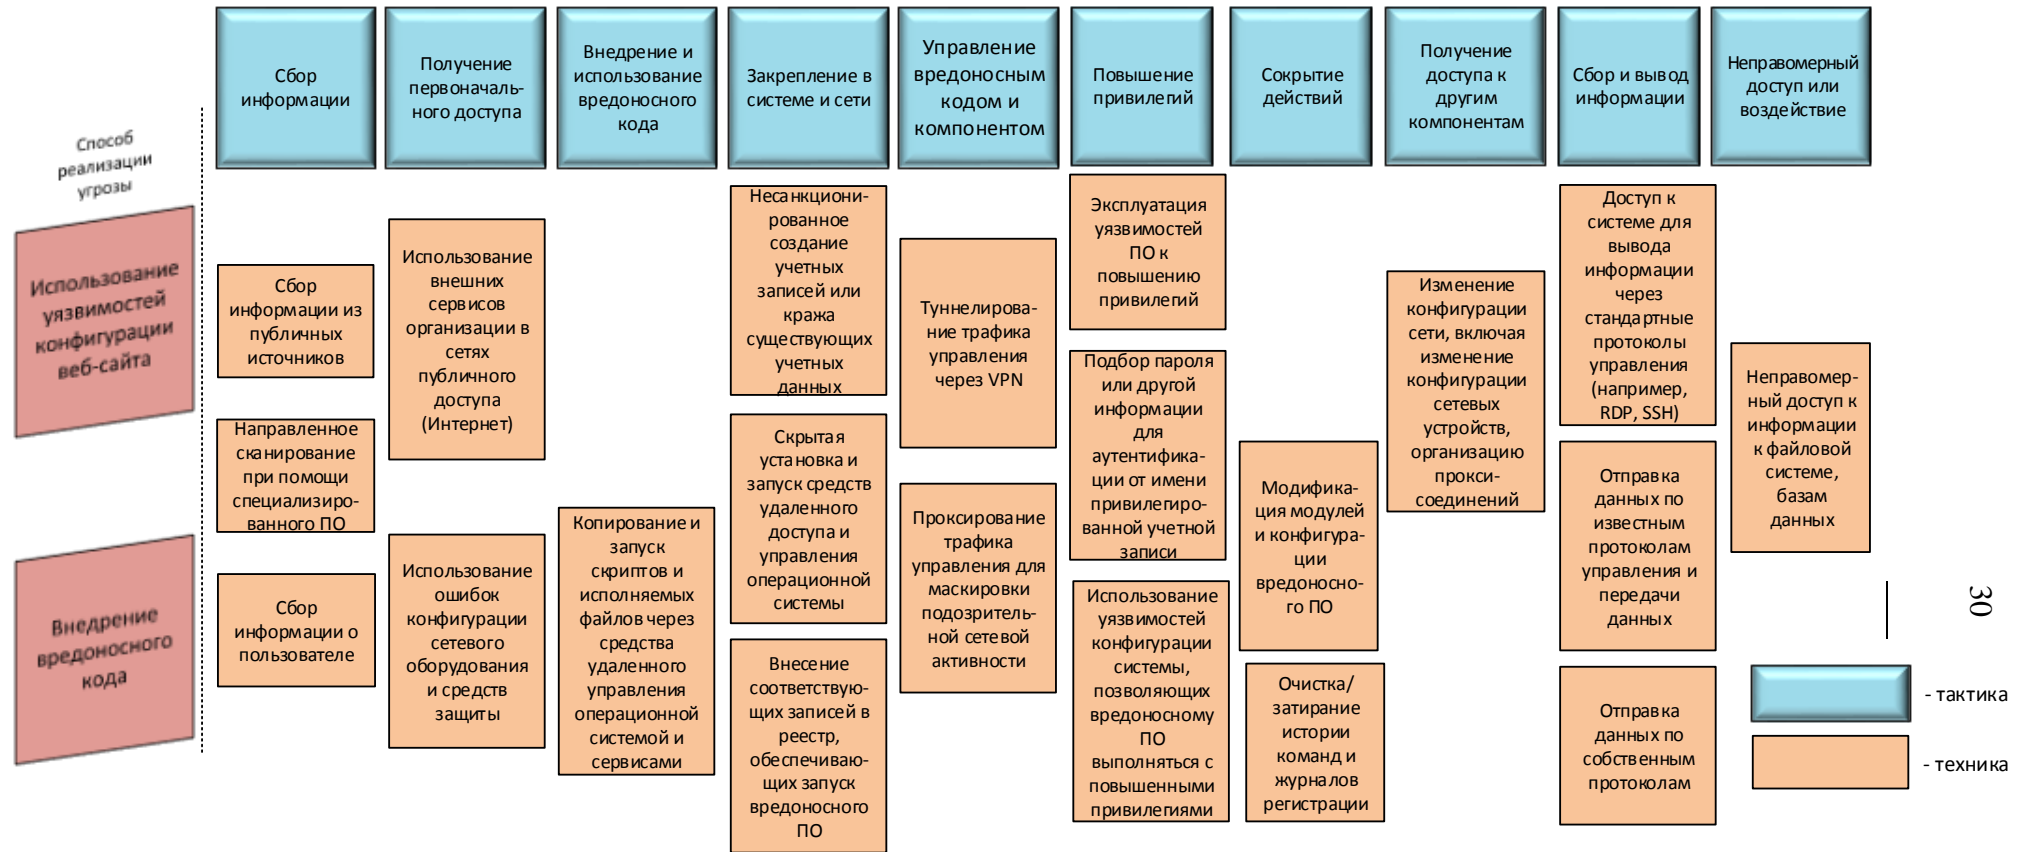 Сбор
информации
Получение
первоначаль-
ного доступа
Внедрение и
использование
вредоносного
кода
Закрепление в
системе и сети
Управление
вредоносным
кодом и
компонентом
Повышение
привилегий
Сокрытие
действий
Получение
доступа к
другим
компонентам
Сбор и вывод
информации
Неправомерный
доступ или
воздействие
Способ
реализации
угрозы
Использование
уязвимостей
конфигурации
веб-сайта
Внедрение
вредоносного
кода
Сбор
информации из
публичных
источников
Направленное
сканирование
при помощи
специализиро-
ванного ПО
Сбор
информации о
пользователе
Использование
внешних
сервисов
организации в
сетях
публичного
доступа
(Интернет)
Использование
ошибок
конфигурации
сетевого
оборудования
и средств
защиты
Копирование и
запуск
скриптов и
исполняемых
файлов через
средства
удаленного
управления
операционной
системой и
сервисами
Несанкциони-
рованное
создание
учетных
записей или
кража
существующих
учетных
данных
Скрытая
установка и
запуск средств
удаленного
доступа и
управления
операционной
системы
Внесение
соответствую-
щих записей в
реестр,
обеспечиваю-
щих запуск
вредоносного
ПО
Туннелирова-
ние трафика
управления
через VPN
Проксирование
трафика
управления для
маскировки
подозритель-
ной сетевой
активности
Эксплуатация
уязвимостей
ПО к
повышению
привилегий
Подбор пароля
или другой
информации
для
аутентифика-
ции от имени
привилегиро-
ванной учетной
записи
Использование
уязвимостей
конфигурации
системы,
позволяющих
вредоносному
ПО
выполняться с
повышенными
привилегиями
Модифика-
ция модулей
и конфигура-
ции
вредоносно-
го ПО
Очистка/
затирание
истории
команд и
журналов
регистрации
Изменение
конфигурации
сети, включая
изменение
конфигурации
сетевых
устройств,
организацию
прокси-
соединений
Доступ к
системе для
вывода
информации
через
стандартные
протоколы
управления
(например,
RDP, SSH)
Отправка
данных по
известным
протоколам
управления и
передачи
данных
Отправка
данных по
собственным
протоколам
Неправомер-
ный доступ к
информации
к файловой
системе,
базам
данных
30
- тактика
- техника